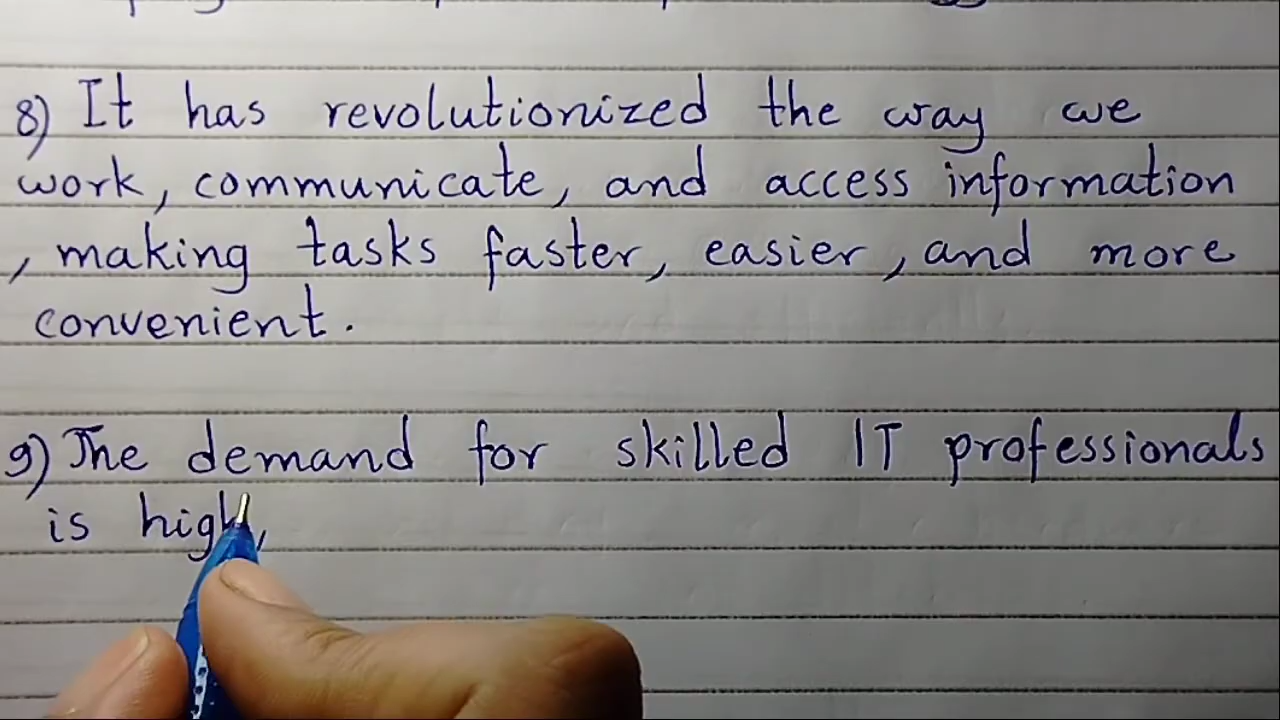 8) It has revolutionized the way we
work, communicate, and access information
, making tasks faster, easier, and more
convenient.
9) The demand for skilled IT professionals
is high,